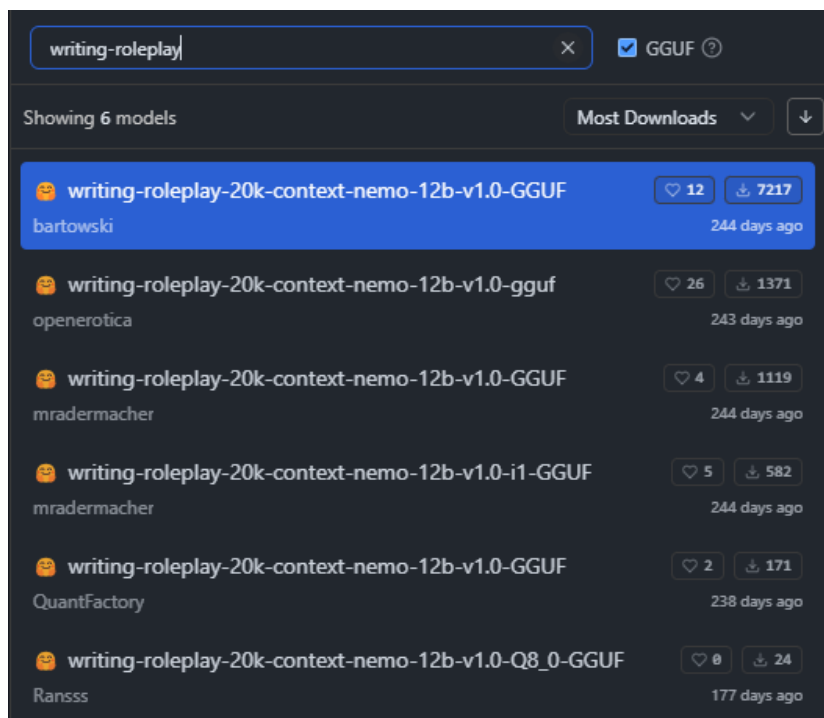 writing-roleplay
GGUF
Showing 6 models
Most Downloads
writing-roleplay-20k-context-nemo-12b-v1.0-GGUF
12
7217
bartowski
244 days ago
writing-roleplay-20k-context-nemo-12b-v1.0-gguf
26
1371
openerotica
243 days ago
writing-roleplay-20k-context-nemo-12b-v1.0-GGUF
4
1119
mradermacher
244 days ago
writing-roleplay-20k-context-nemo-12b-v1.0-i1-GGUF
5
582
mradermacher
244 days ago
writing-roleplay-20k-context-nemo-12b-v1.0-GGUF
2
171
QuantFactory
238 days ago
writing-roleplay-20k-context-nemo-12b-v1.0-Q8_0-GGUF
0
24
Ransss
177 days ago